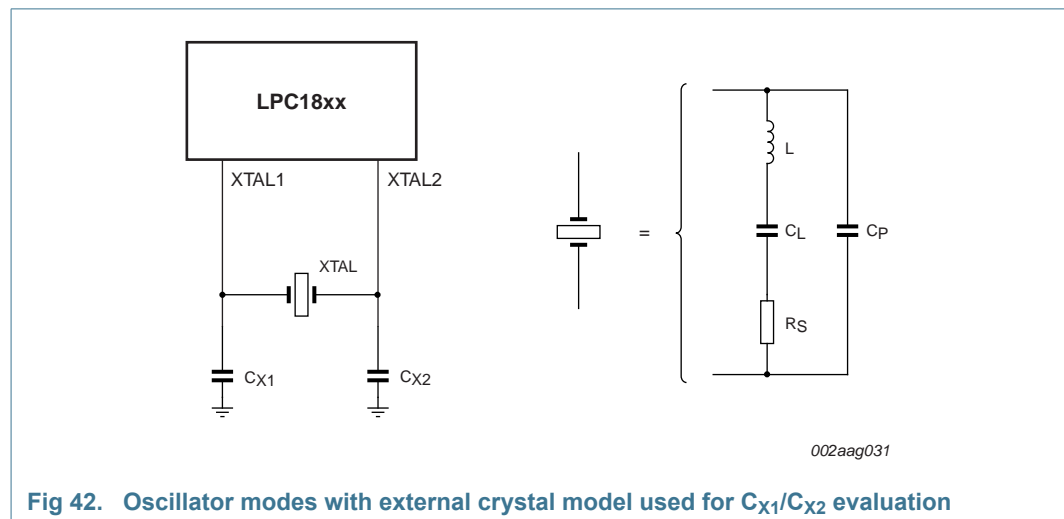 LPC18xx
XTAL1
XTAL2
XTAL
CX1
CX2
=
L
CL
CP
RS
002aag031
Fig 42. Oscillator modes with external crystal model used for CX1/CX2 evaluation